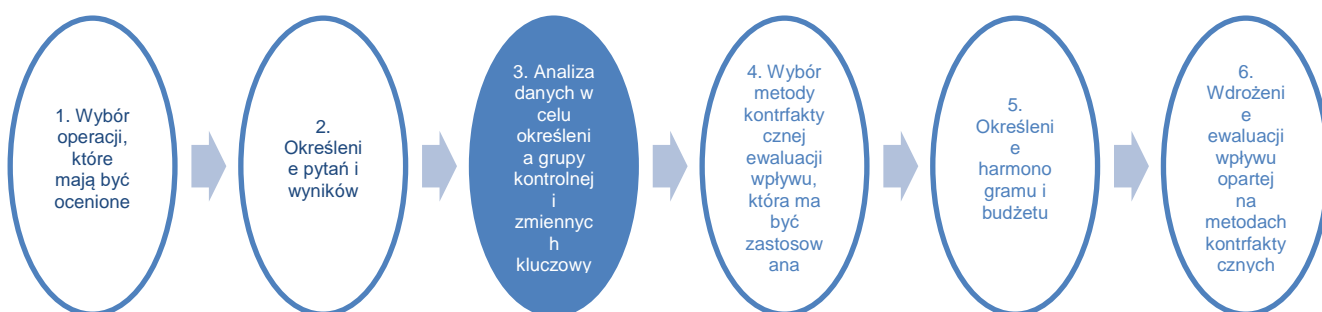 1. Wybór
operacji,
które
mają być
ocenione
2.
Określeni
e pytań i
wyników
3. Analiza
danych w
celu
określeni
a grupy
kontrolnej
i
zmiennyc
h
kluczowy
4. Wybór
metody
kontrfakty
cznej
ewaluacji
wpływu,
która ma
być
zastosow
ana
5.
Określeni
e
harmono
gramu i
budżetu
6.
Wdrożeni
e
ewaluacji
wpływu
opartej
na
metodach
kontrfakty
cznych